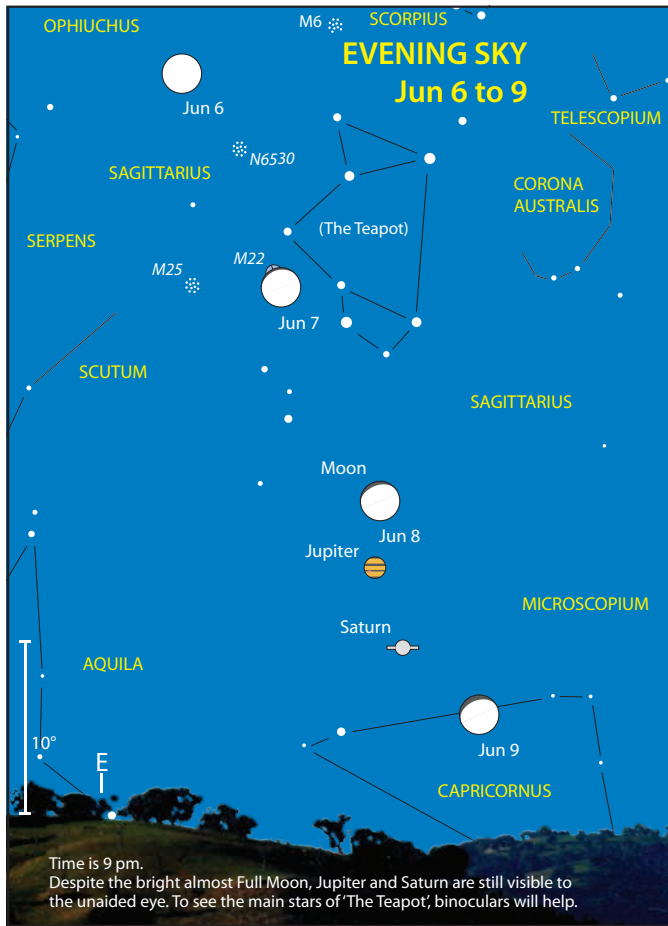 OPHIUCHUS
M6
SCORPIUS
EVENING SKY
Jun 6 to 9
Jun 6
TELESCOPIUM
N6530
SAGITTARIUS
CORONA
AUSTRALIS
(The Teapot)
SERPENS
M22
M25
Jun 7
SCUTUM
SAGITTARIUS
Moon
Jun 8
Jupiter
MICROSCOPIUM
Saturn
AQUILA
10°
Jun 9
E
CAPRICORNUS
Time is 9 pm.
Despite the bright almost Full Moon, Jupiter and Saturn are still visible to
the unaided eye. To see the main stars of ‘The Teapot’, binoculars will help.